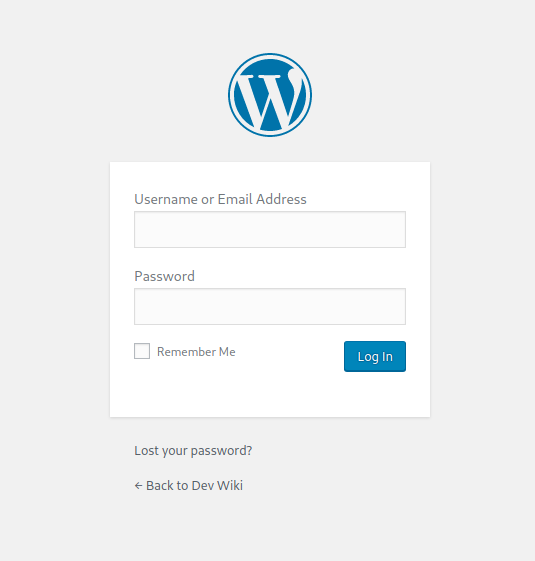 Username or Email Address
Password
Remember Me
Log In
Lost your password?
← Back to Dev Wiki